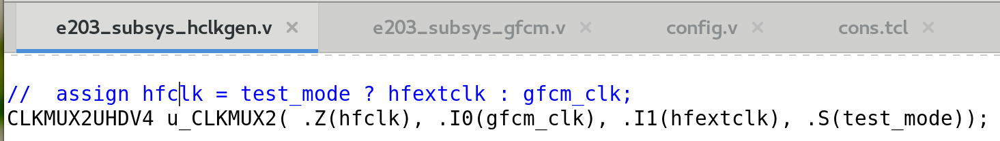 e203_subsys_hclkgen.v × e203_subsys_gfcm.v × config.v × cons.tcl ×
//  assign hfclk = test_mode ? hfextclk : gfcm_clk;
CLKMUX2UHDV4 u_CLKMUX2( .Z(hfclk), .I0(gfcm_clk), .I1(hfextclk), .S(test_mode));